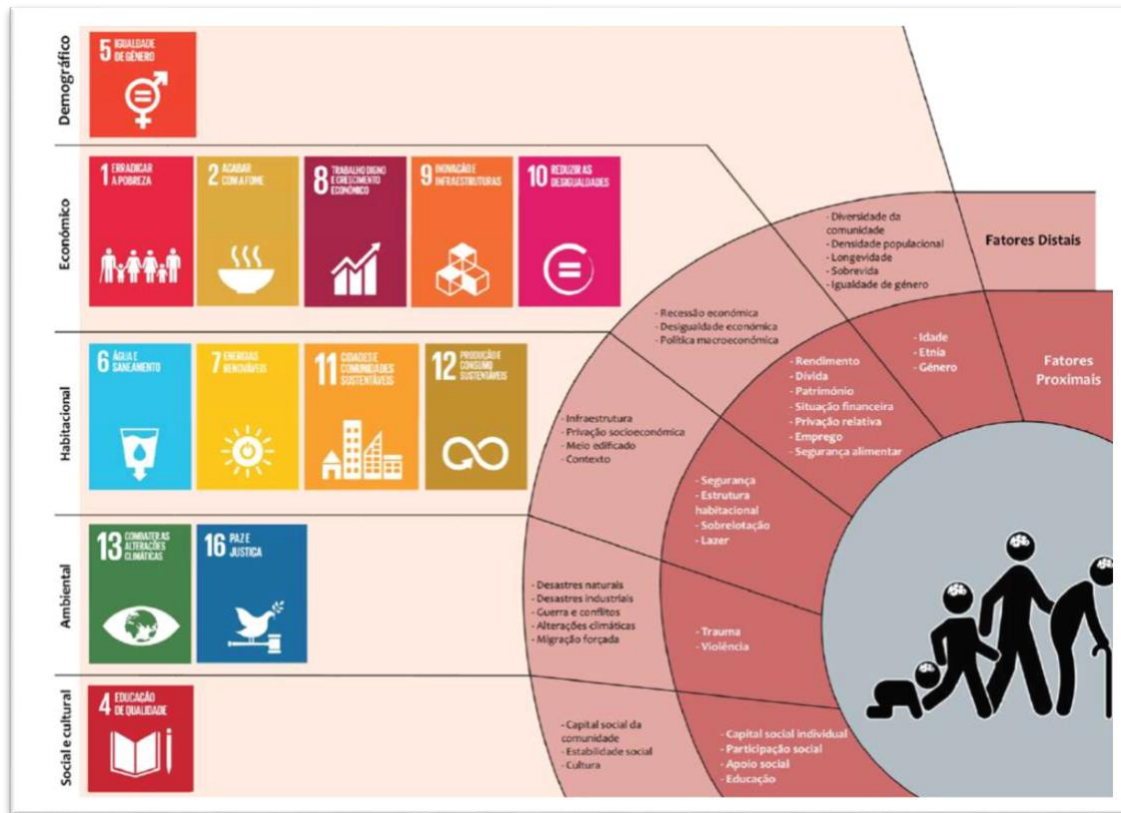 Demográfico
5 IGUALDADE
DE GÉNERO
Económico
1 ERRADICAR
A POBREZA
2 ACABAR
COM A FOME
8 TRABALHO DIGNO
E CRESCIMENTO
ECONÓMICO
9 INOVAÇÃO E
INFRAESTRUTURAS
10 REDUZIR AS
DESIGUALDADES
Habitacional
6 ÁGUA E
SANEAMENTO
7 ENERGIAS
RENOVÁVEIS
11 CIDADES E
COMUNIDADES
SUSTENTÁVEIS
12 PRODUÇÃO E
CONSUMO
SUSTENTÁVEIS
Ambiental
13 COMBATER AS
ALTERAÇÕES
CLIMÁTICAS
16 PAZ E
JUSTIÇA
Social e cultural
4 EDUCAÇÃO
DE QUALIDADE
Fatores Distais
- Diversidade da
comunidade
- Densidade populacional
- Longevidade
- Sobrevida
- Igualdade de género
- Recessão económica
- Desigualdade económica
- Política macroeconómica
- Infraestrutura
- Privação socioeconómica
- Meio edificado
- Contexto
- Desastres naturais
- Desastres industriais
- Guerra e conflitos
- Alterações climáticas
- Migração forçada
- Capital social da
comunidade
- Estabilidade social
- Cultura
Fatores
Proximais
- Idade
- Etnia
- Género
- Rendimento
- Dívida
- Património
- Situação financeira
- Privação relativa
- Emprego
- Segurança alimentar
- Segurança
- Estrutura
habitacional
- Sobrelotação
- Lazer
- Trauma
- Violência
- Capital social individual
- Participação social
- Apoio social
- Educação